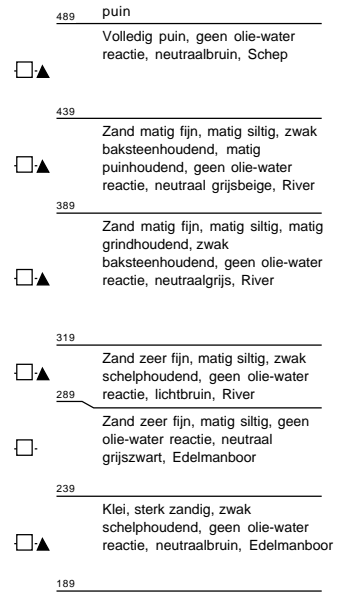 489 puin
Volledig puin, geen olie-water
reactie, neutraalbruin, Schep
439
Zand matig fijn, matig siltig, zwak
baksteenhoudend, matig
puinhoudend, geen olie-water
reactie, neutraal grijsbeige, River
389
Zand matig fijn, matig siltig, matig
grindhoudend, zwak
baksteenhoudend, geen olie-water
reactie, neutraalgrijs, River
319
Zand zeer fijn, matig siltig, zwak
schelphoudend, geen olie-water
reactie, lichtbruin, River
289
Zand zeer fijn, matig siltig, geen
olie-water reactie, neutraal
grijszwart, Edelmanboor
239
Klei, sterk zandig, zwak
schelphoudend, geen olie-water
reactie, neutraalbruin, Edelmanboor
189